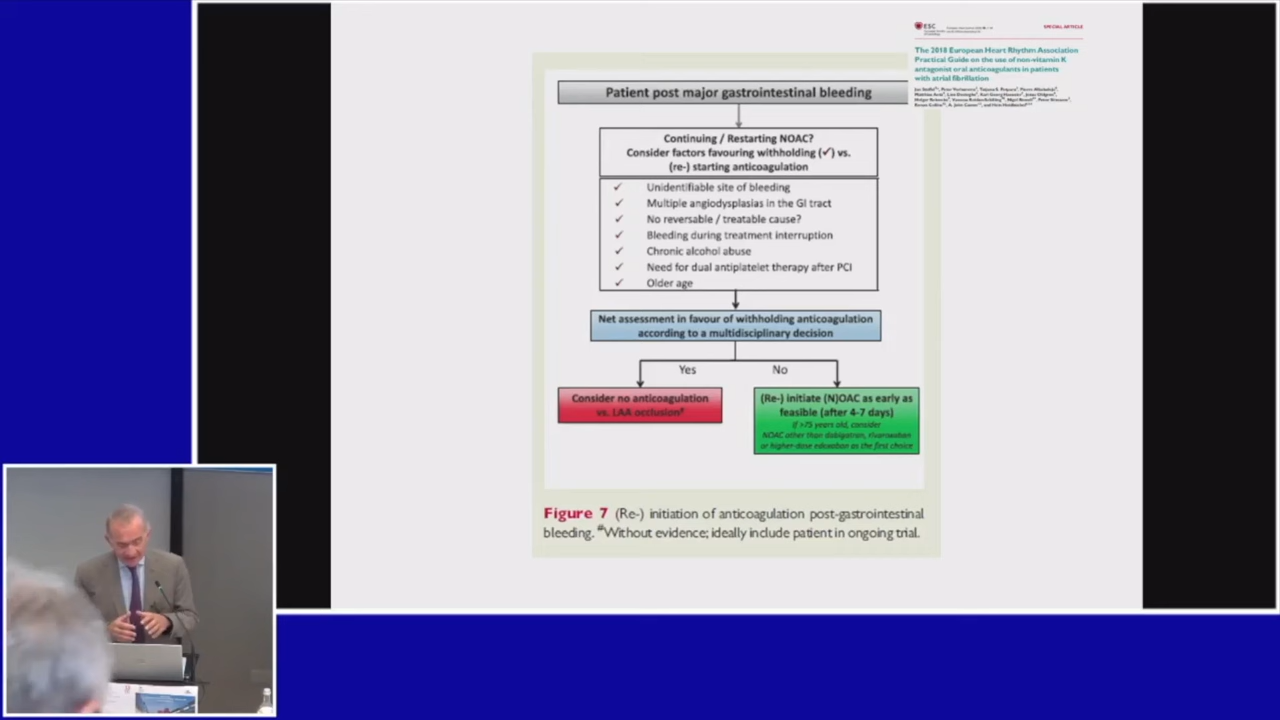 ESC
SPECIAL ARTICLE
The 2018 European Heart Rhythm Association
Practical Guide on the use of non-vitamin K
antagonist oral anticoagulants in patients
with atrial fibrillation
Patient post major gastrointestinal bleeding
Continuing / Restarting NOAC?
Consider factors favouring withholding (✓) vs.
(re-) starting anticoagulation
✓ Unidentifiable site of bleeding
✓ Multiple angiodysplasias in the GI tract
✓ No reversable / treatable cause?
✓ Bleeding during treatment interruption
✓ Chronic alcohol abuse
✓ Need for dual antiplatelet therapy after PCI
✓ Older age
Net assessment in favour of withholding anticoagulation
according to a multidisciplinary decision
Yes
No
Consider no anticoagulation
vs. LAA occlusion#
(Re-) initiate (N)OAC as early as
feasible (after 4-7 days)
If >75 years old, consider
NOAC other than dabigatran, rivaroxaban
or higher-dose edoxaban as the first choice
Figure 7 (Re-) initiation of anticoagulation post-gastrointestinal
bleeding. #Without evidence; ideally include patient in ongoing trial.